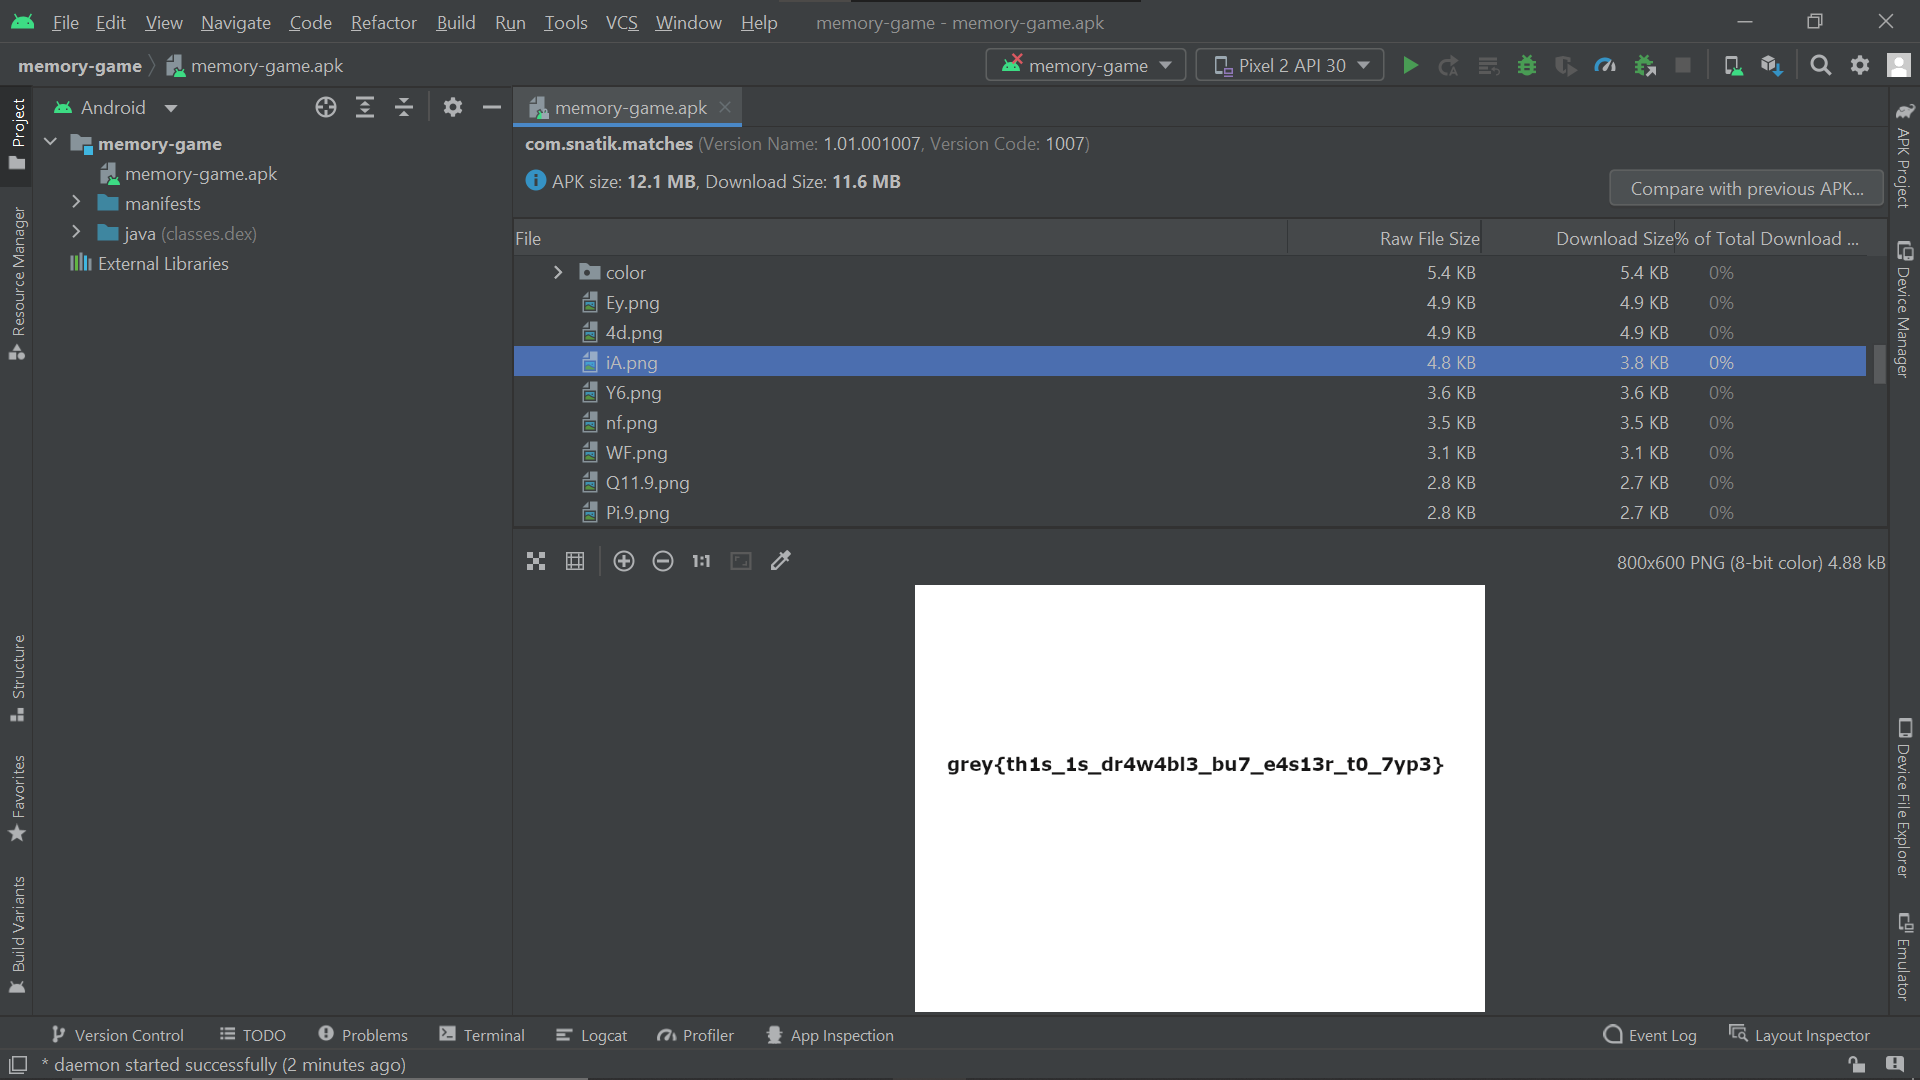 File Edit View Navigate Code Refactor Build Run Tools VCS Window Help memory-game - memory-game.apk
memory-game memory-game.apk memory-game Pixel 2 API 30
Project
Resource Manager
Structure
Favorites
Build Variants
Android
memory-game
memory-game.apk
manifests
java (classes.dex)
External Libraries
memory-game.apk
com.snatik.matches (Version Name: 1.01.001007, Version Code: 1007)
APK size: 12.1 MB, Download Size: 11.6 MB
Compare with previous APK...
File Raw File Size Download Size % of Total Download ...
color 5.4 KB 5.4 KB 0%
Ey.png 4.9 KB 4.9 KB 0%
4d.png 4.9 KB 4.9 KB 0%
iA.png 4.8 KB 3.8 KB 0%
Y6.png 3.6 KB 3.6 KB 0%
nf.png 3.5 KB 3.5 KB 0%
WF.png 3.1 KB 3.1 KB 0%
Q11.9.png 2.8 KB 2.7 KB 0%
Pi.9.png 2.8 KB 2.7 KB 0%
1:1 800x600 PNG (8-bit color) 4.88 kB
grey{th1s_1s_dr4w4bl3_bu7_e4s13r_t0_7yp3}
APK Project
Device Manager
Device File Explorer
Emulator
Version Control TODO Problems Terminal Logcat Profiler App Inspection Event Log Layout Inspector
* daemon started successfully (2 minutes ago)